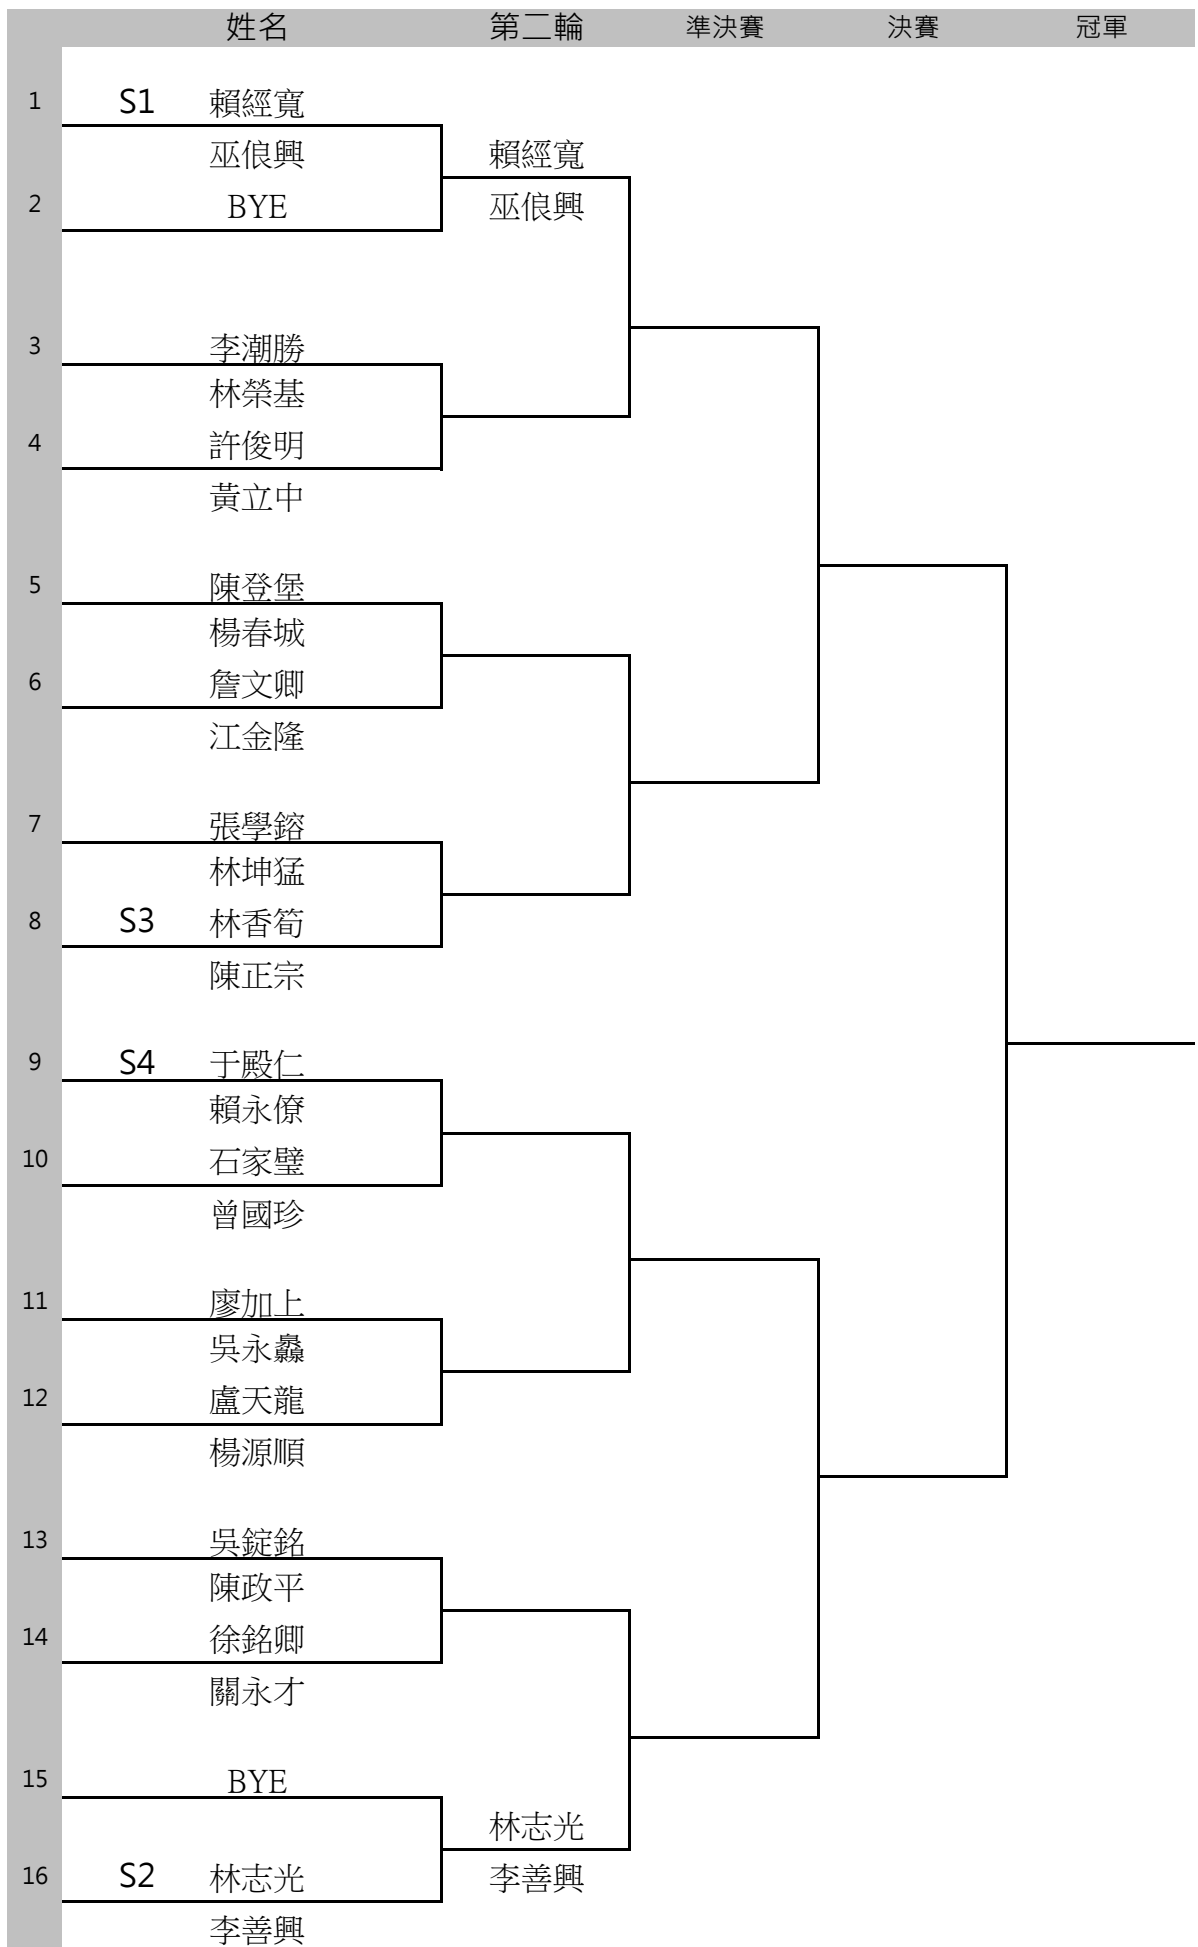 姓名 第二輪 準決賽 決賽 冠軍
1 S1 賴經寬
巫俍興 賴經寬
2 BYE 巫俍興
3 李潮勝
林榮基
4 許俊明
黃立中
5 陳登堡
楊春城
6 詹文卿
江金隆
7 張學鎔
林坤猛
8 S3 林香筍
陳正宗
9 S4 于殿仁
賴永僚
10 石家璧
曾國珍
11 廖加上
吳永鱻
12 盧天龍
楊源順
13 吳錠銘
陳政平
14 徐銘卿
關永才
15 BYE
林志光
16 S2 林志光 李善興
李善興